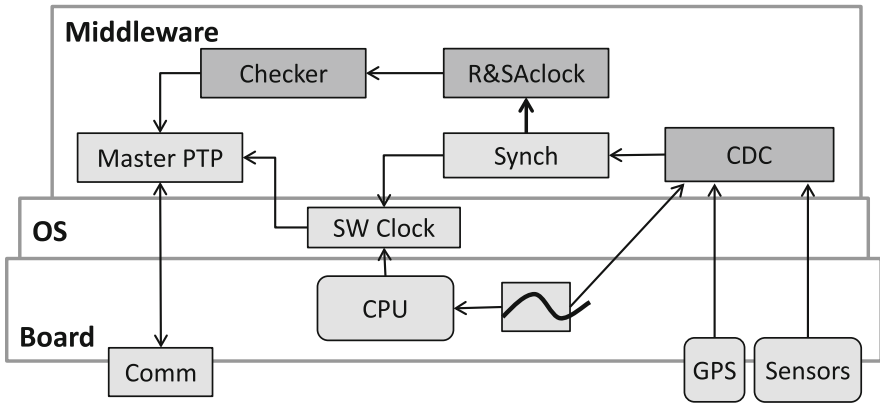 Middleware
Checker
R&SAclock
Master PTP
Synch
CDC
OS
SW Clock
CPU
Board
Comm
GPS
Sensors